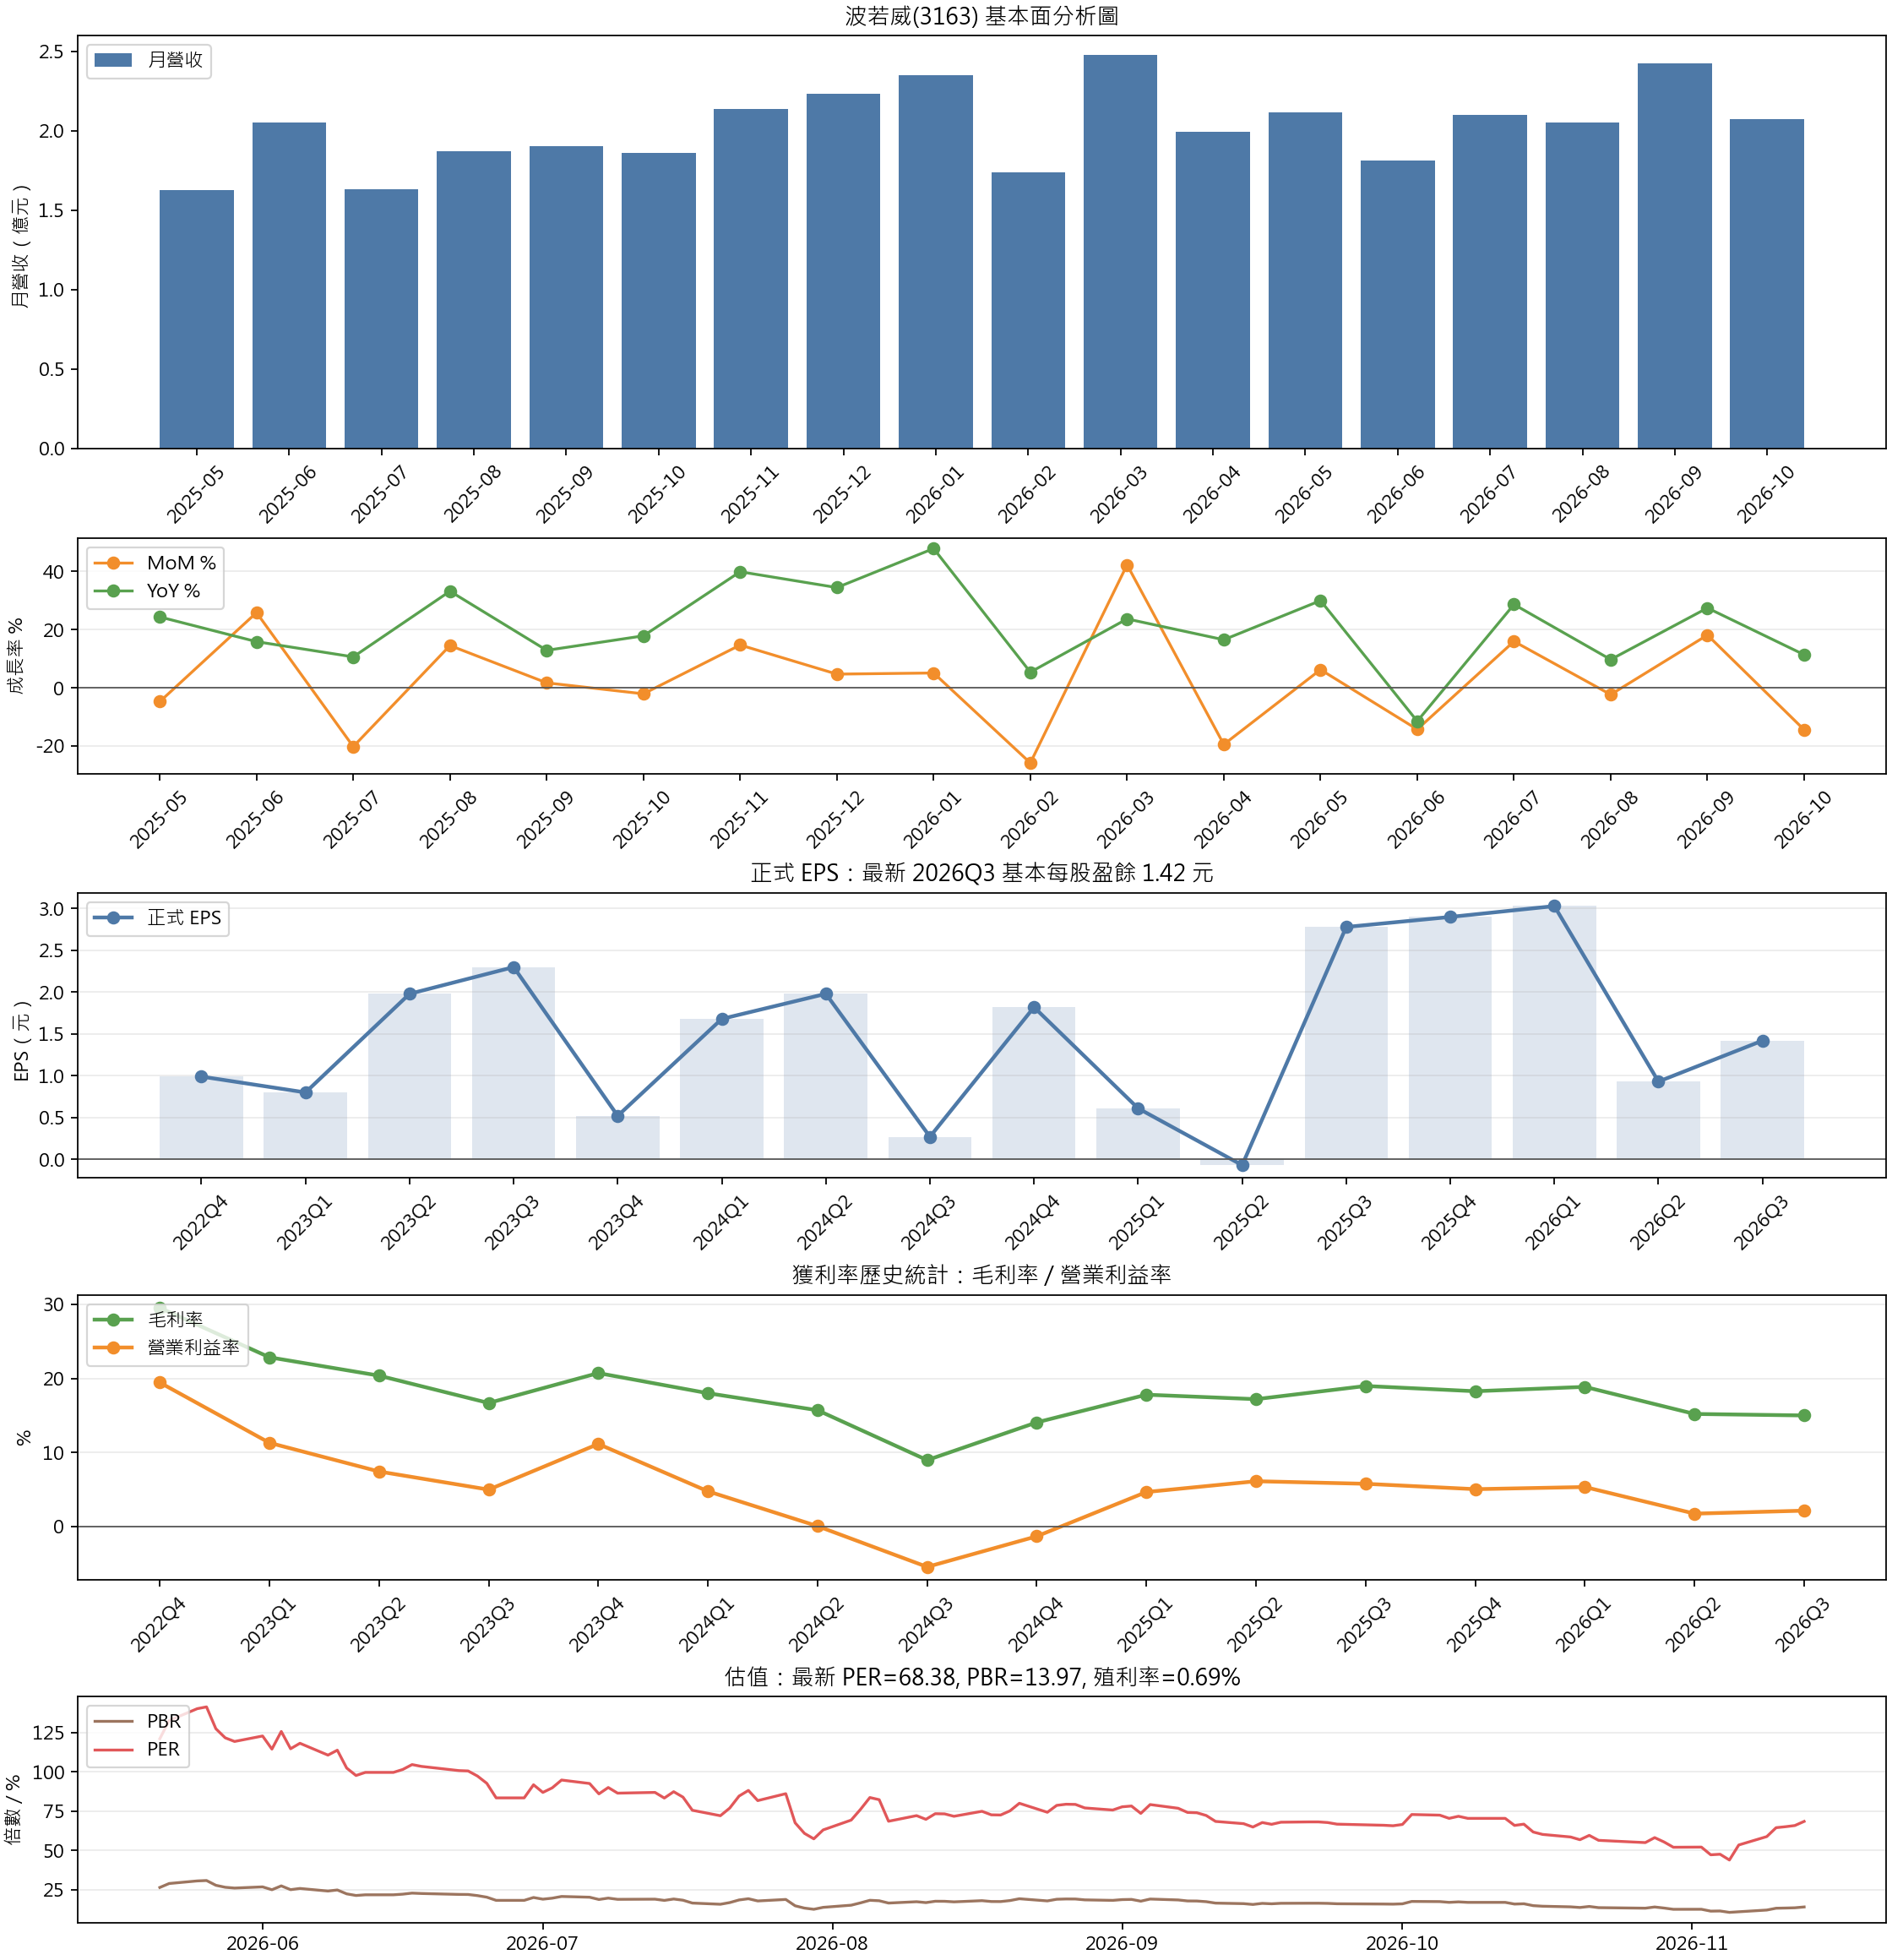 波若威(3163) 基本面分析圖
月營收
月營收（億元）
2.5
2.0
1.5
1.0
0.5
0.0
2025-05
2025-06
2025-07
2025-08
2025-09
2025-10
2025-11
2025-12
2026-01
2026-02
2026-03
2026-04
2026-05
2026-06
2026-07
2026-08
2026-09
2026-10
MoM %
YoY %
成長率 %
40
20
0
-20
2025-05
2025-06
2025-07
2025-08
2025-09
2025-10
2025-11
2025-12
2026-01
2026-02
2026-03
2026-04
2026-05
2026-06
2026-07
2026-08
2026-09
2026-10
正式 EPS：最新 2026Q3 基本每股盈餘 1.42 元
正式 EPS
EPS（元）
3.0
2.5
2.0
1.5
1.0
0.5
0.0
2022Q4
2023Q1
2023Q2
2023Q3
2023Q4
2024Q1
2024Q2
2024Q3
2024Q4
2025Q1
2025Q2
2025Q3
2025Q4
2026Q1
2026Q2
2026Q3
獲利率歷史統計：毛利率 / 營業利益率
毛利率
營業利益率
%
30
20
10
0
2022Q4
2023Q1
2023Q2
2023Q3
2023Q4
2024Q1
2024Q2
2024Q3
2024Q4
2025Q1
2025Q2
2025Q3
2025Q4
2026Q1
2026Q2
2026Q3
估值：最新 PER=68.38, PBR=13.97, 殖利率=0.69%
PBR
PER
倍數 / %
125
100
75
50
25
2026-06
2026-07
2026-08
2026-09
2026-10
2026-11